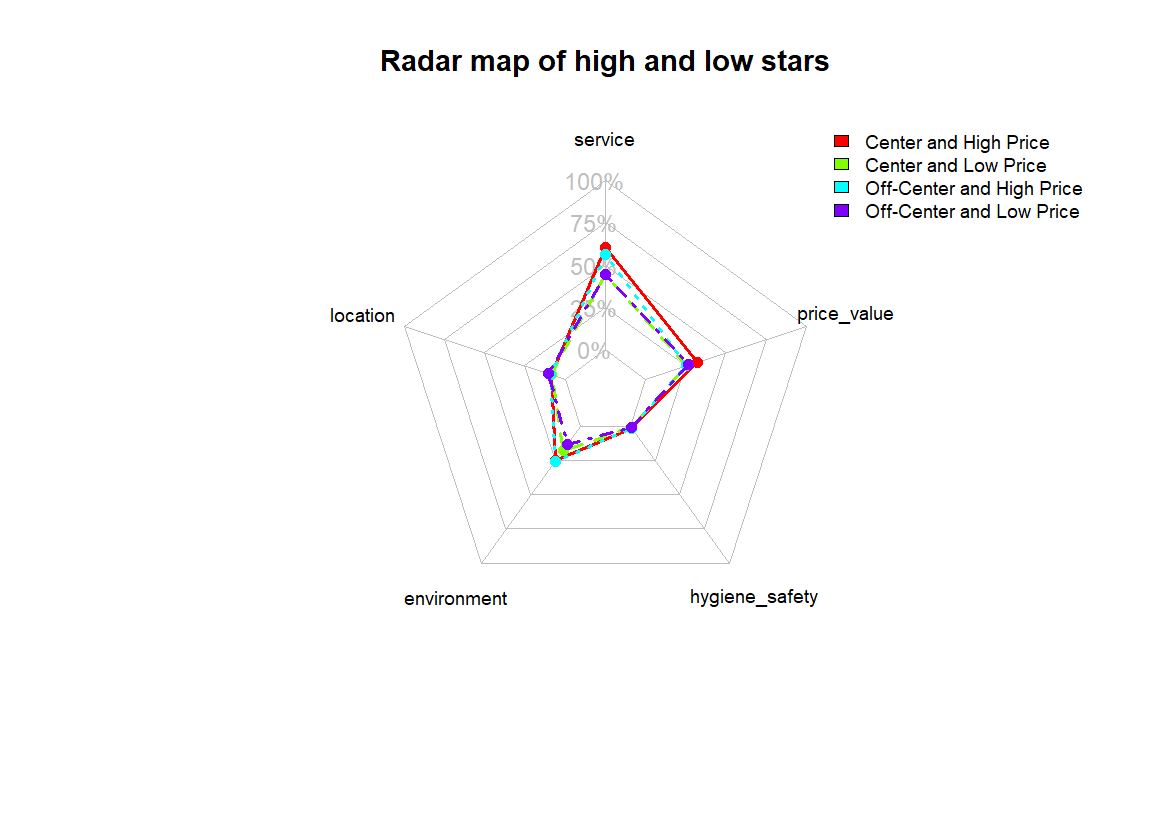 Radar map of high and low stars
service
100%
75%
50%
25%
0%
Center and High Price
Center and Low Price
Off-Center and High Price
Off-Center and Low Price
location
price_value
environment
hygiene_safety